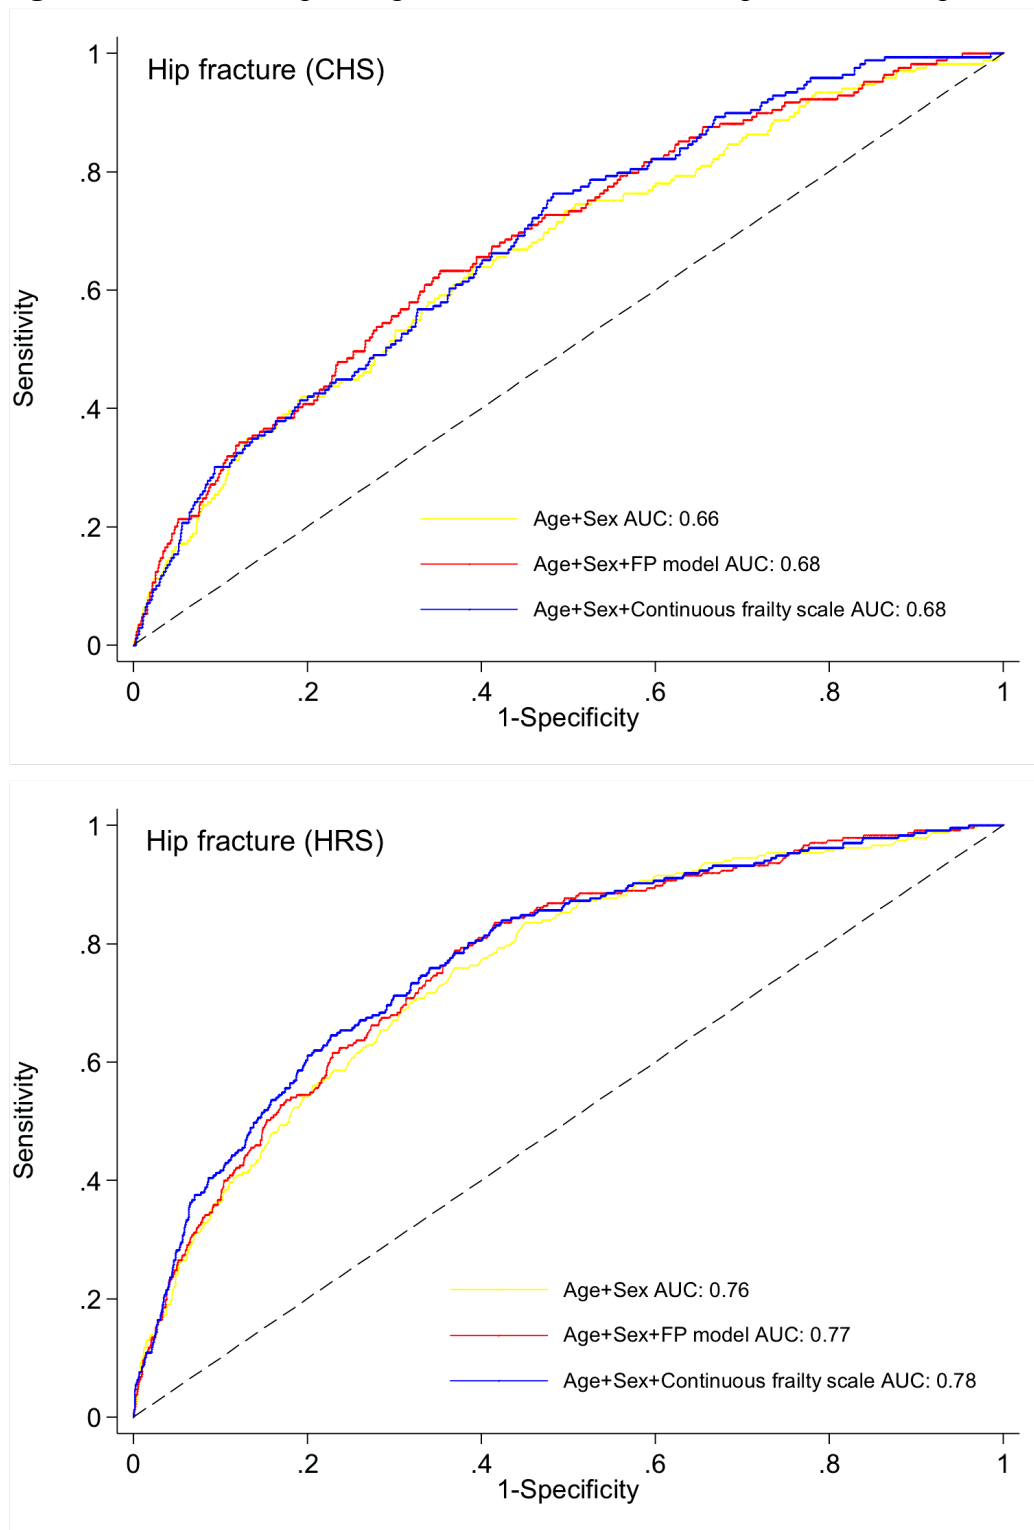 Hip fracture (CHS)
1
.8
.6
.4
.2
0
Sensitivity
Age+Sex AUC: 0.66
Age+Sex+FP model AUC: 0.68
Age+Sex+Continuous frailty scale AUC: 0.68
0 .2 .4 .6 .8 1
1-Specificity
Hip fracture (HRS)
1
.8
.6
.4
.2
0
Sensitivity
Age+Sex AUC: 0.76
Age+Sex+FP model AUC: 0.77
Age+Sex+Continuous frailty scale AUC: 0.78
0 .2 .4 .6 .8 1
1-Specificity